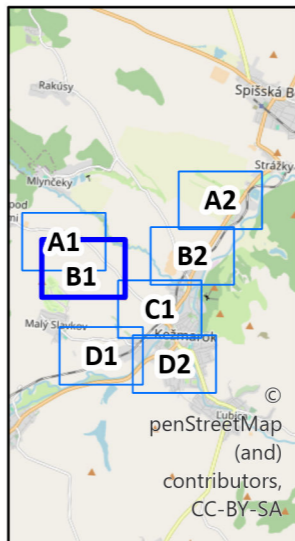 Rakúsy
Spišská B
Strážky
Mlynčeky
pod
A2
A1
B2
B1
C1
Malý Slavkov
D1
Kežmarok
D2
Ľubica
©
penStreetMap
(and)
contributors,
CC-BY-SA